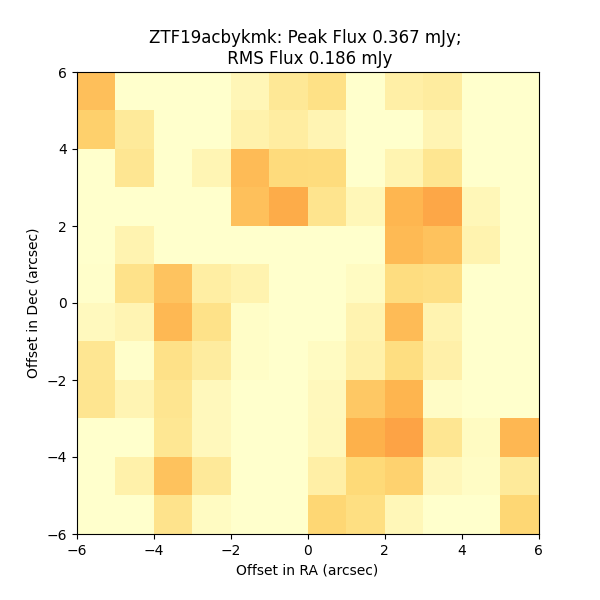 ZTF19acbykmk: Peak Flux 0.367 mJy;
RMS Flux 0.186 mJy
6
4
2
0
−2
−4
−6
Offset in Dec (arcsec)
−6 −4 −2 0 2 4 6
Offset in RA (arcsec)